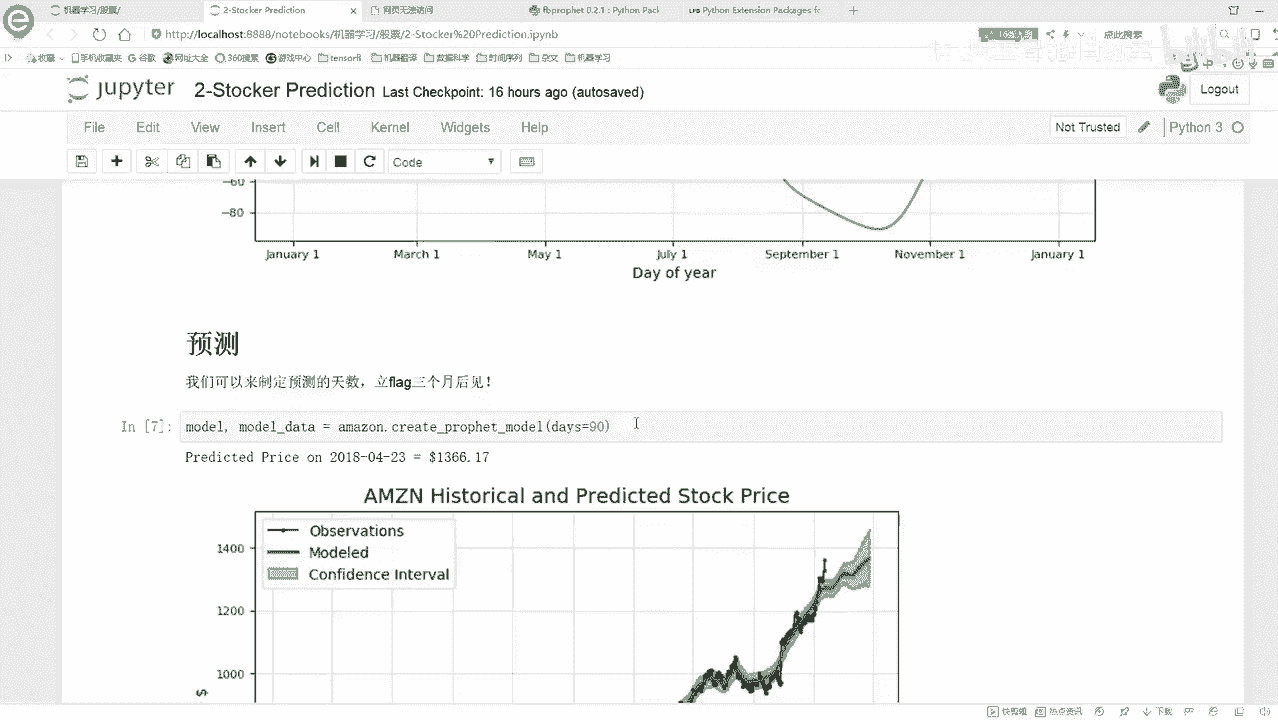 机器学习/股票/
2-Stocker Prediction
网页无法访问
fbprophet 0.2.1 : Python Pack
Python Extension Packages fo
http://localhost:8888/notebooks/机器学习/股票/2-Stocker%20Prediction.ipynb
点此搜索
收藏 手机收藏夹 谷歌 网址大全 360搜索 游戏中心 tensorfl 机器翻译 数据科学 时间序列 杂文 机器学习
jupyter 2-Stocker Prediction Last Checkpoint: 16 hours ago (autosaved)
Logout
File Edit View Insert Cell Kernel Widgets Help
Not Trusted
Python 3
Code
−60
−80
January 1 March 1 May 1 July 1 September 1 November 1 January 1
Day of year
预测
我们可以来制定预测的天数，立flag三个月后见！
In [7]: model, model_data = amazon.create_prophet_model(days=90)
Predicted Price on 2018-04-23 = $1366.17
AMZN Historical and Predicted Stock Price
Observations
Modeled
Confidence Interval
1400
1200
1000
$
快剪辑 热点资讯 下载